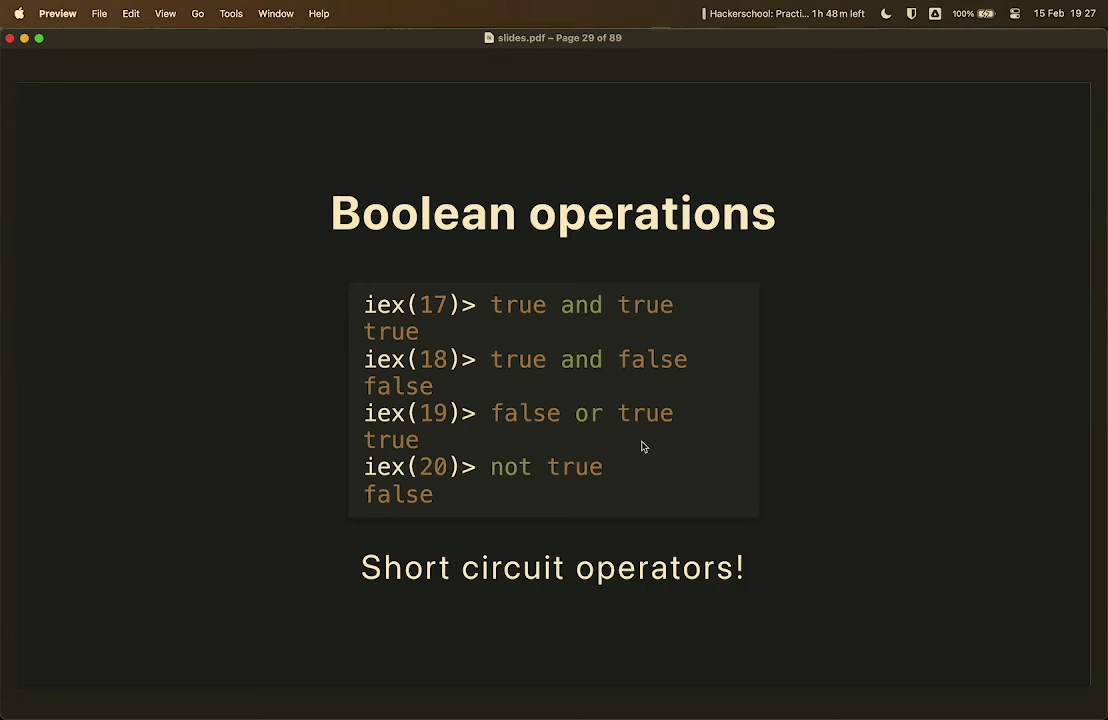 Preview File Edit View Go Tools Window Help Hackerschool: Practi... 1h 48m left 100% 15 Feb 19 27
slides.pdf – Page 29 of 89
Boolean operations
iex(17)> true and true
true
iex(18)> true and false
false
iex(19)> false or true
true
iex(20)> not true
false
Short circuit operators!